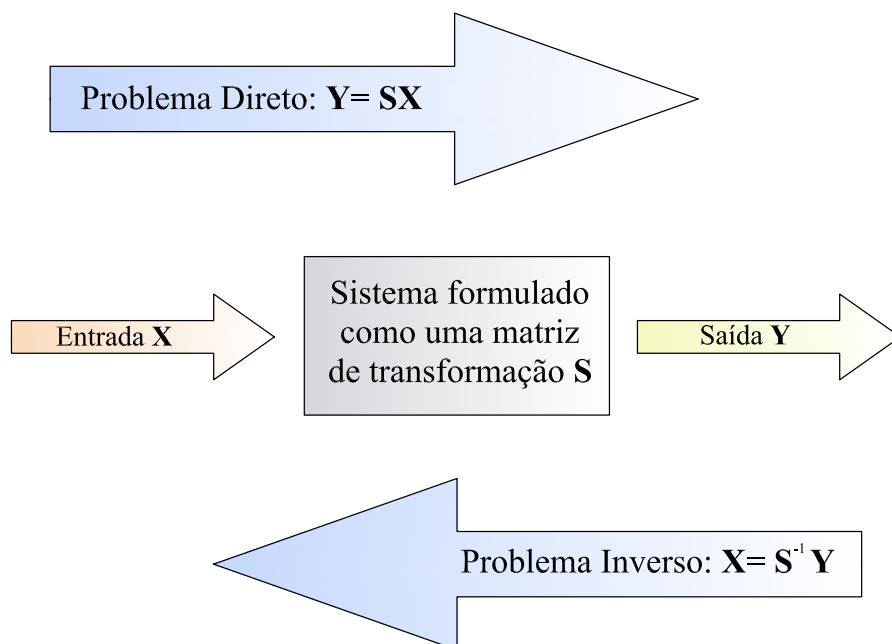 Problema Direto: Y= SX
Entrada X
Sistema formulado
como uma matriz
de transformação S
Saída Y
Problema Inverso: X= S⁻¹ Y